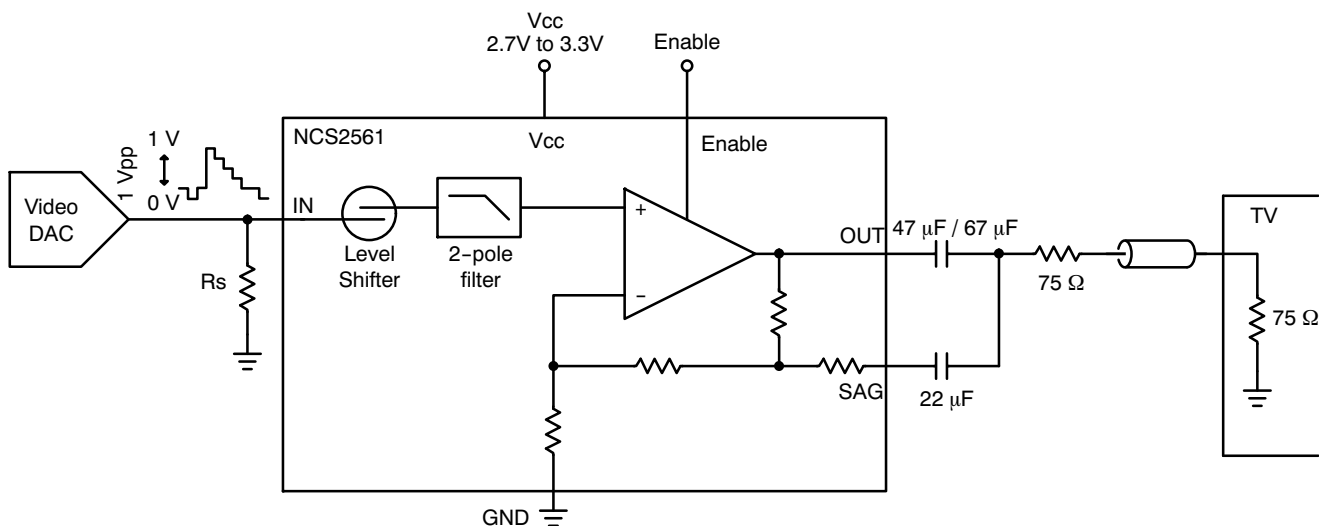 Vcc
2.7V to 3.3V
Enable
NCS2561
Vcc
Enable
1 Vpp
1 V
0 V
Video
DAC
IN
Level
Shifter
2-pole
filter
+
−
OUT
47 μF / 67 μF
TV
75 Ω
75 Ω
Rs
SAG
22 μF
GND